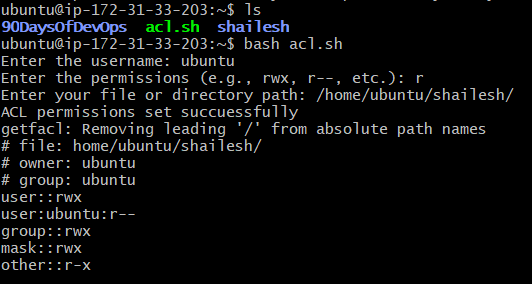 ubuntu@ip-172-31-33-203:~$ ls
90DaysOfDevOps acl.sh shailesh
ubuntu@ip-172-31-33-203:~$ bash acl.sh
Enter the username: ubuntu
Enter the permissions (e.g., rwx, r--, etc.): r
Enter your file or directory path: /home/ubuntu/shailesh/
ACL permissions set succuessfully
getfacl: Removing leading '/' from absolute path names
# file: home/ubuntu/shailesh/
# owner: ubuntu
# group: ubuntu
user::rwx
user:ubuntu:r--
group::rwx
mask::rwx
other::r-x